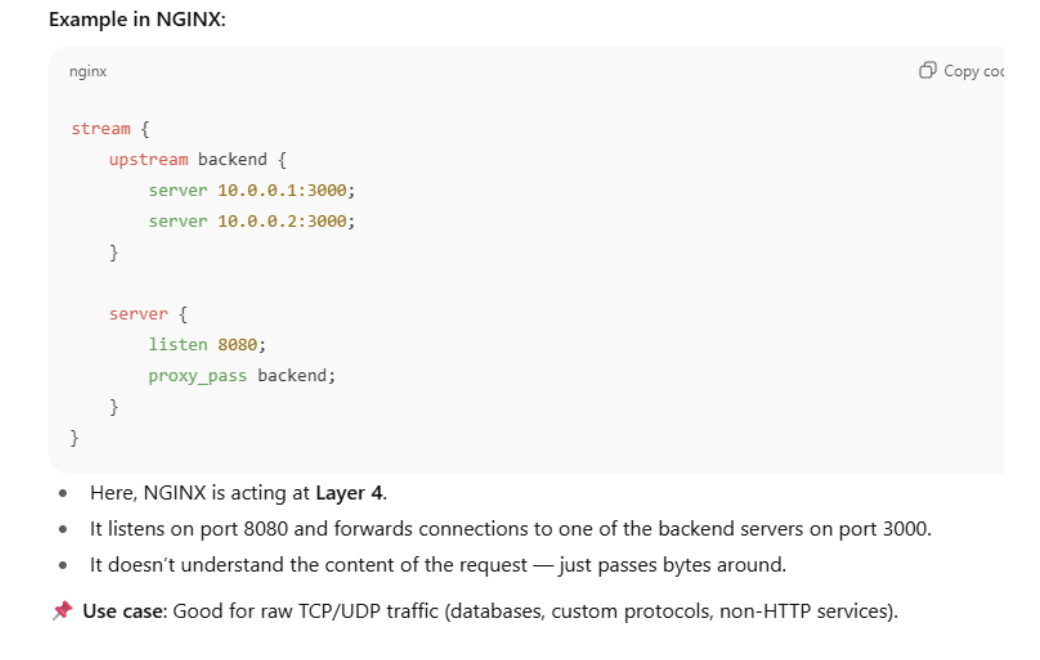 Example in NGINX:
nginx
Copy coc
stream {
    upstream backend {
        server 10.0.0.1:3000;
        server 10.0.0.2:3000;
    }
    server {
        listen 8080;
        proxy_pass backend;
    }
}
• Here, NGINX is acting at Layer 4.
• It listens on port 8080 and forwards connections to one of the backend servers on port 3000.
• It doesn't understand the content of the request — just passes bytes around.
📌 Use case: Good for raw TCP/UDP traffic (databases, custom protocols, non-HTTP services).